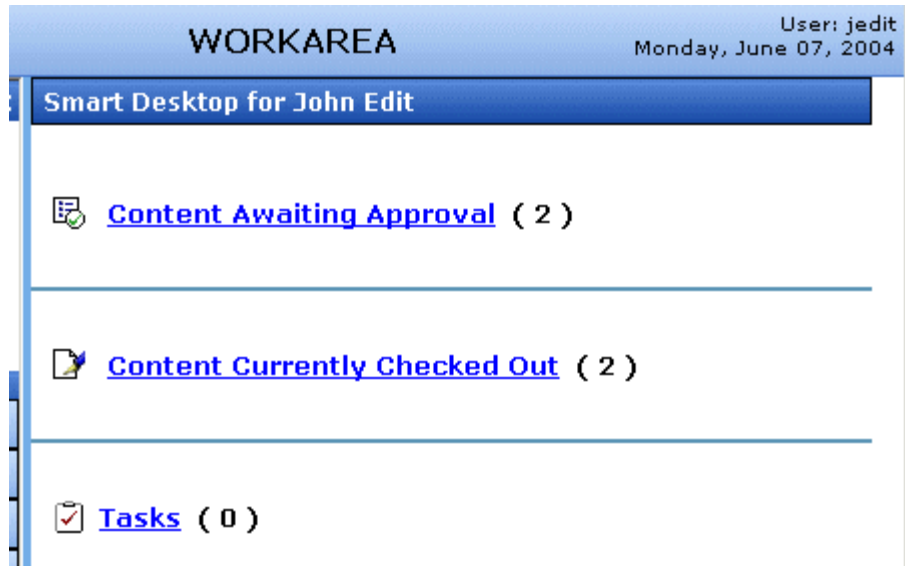 WORKAREA
User: jedit
Monday, June 07, 2004
Smart Desktop for John Edit
Content Awaiting Approval ( 2 )
Content Currently Checked Out ( 2 )
Tasks ( 0 )